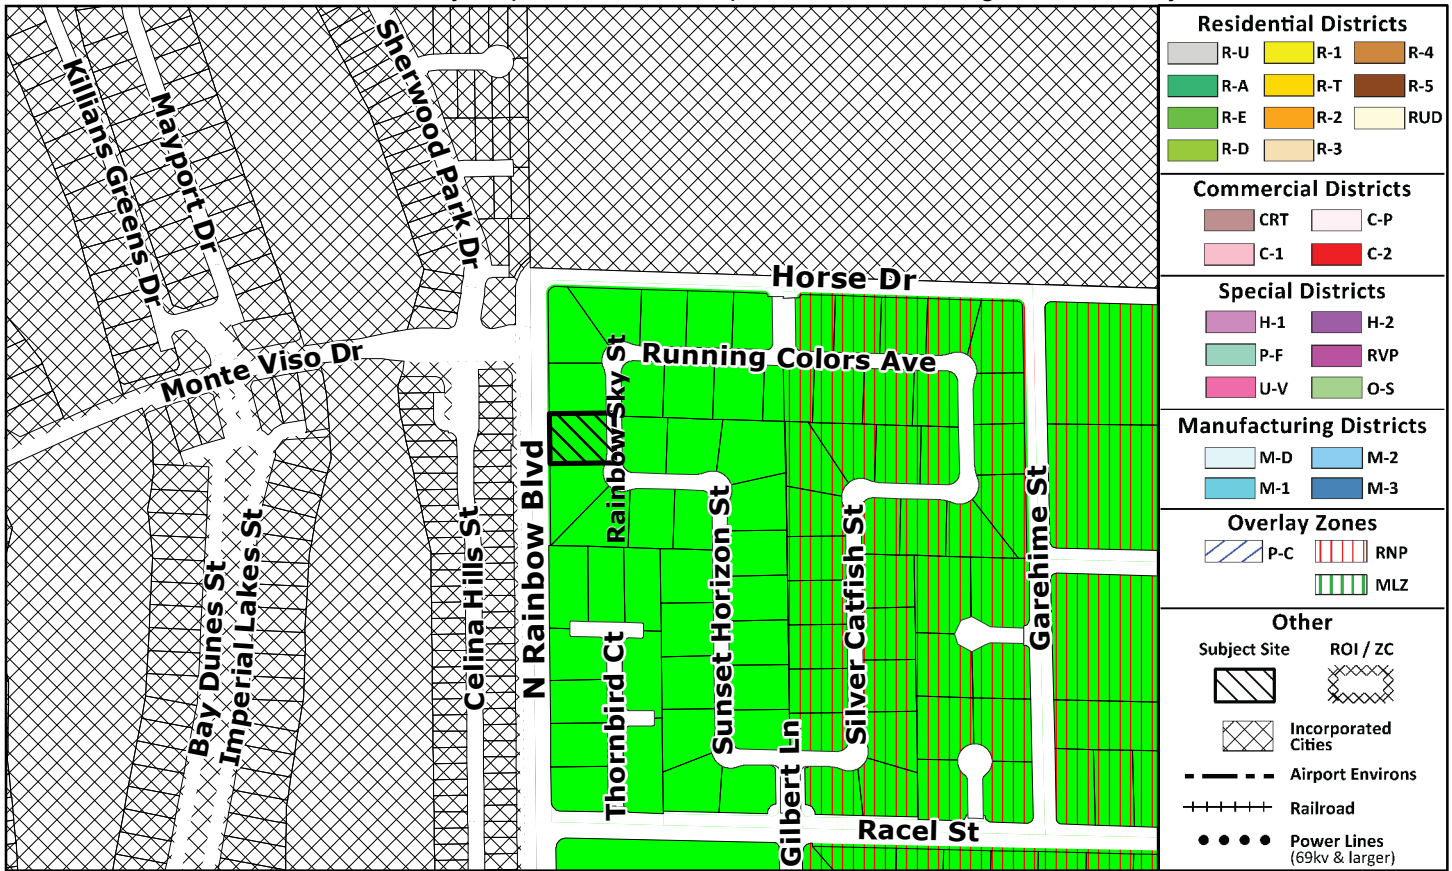 Sherwood Park Dr
Killians Greens Dr
Mayport Dr
Horse Dr
Monte Viso Dr
Running Colors Ave
Rainbow Sky St
N Rainbow Blvd
Celina Hills St
Bay Dunes St
Imperial Lakes St
Sunset Horizon St
Silver Catfish St
Garehime St
Thornbird Ct
Gilbert Ln
Racel St
Residential Districts
R-U R-1 R-4
R-A R-T R-5
R-E R-2 RUD
R-D R-3
Commercial Districts
CRT C-P
C-1 C-2
Special Districts
H-1 H-2
P-F RVP
U-V O-S
Manufacturing Districts
M-D M-2
M-1 M-3
Overlay Zones
P-C RNP
MLZ
Other
Subject Site ROI / ZC
Incorporated
Cities
Airport Environs
Railroad
Power Lines
(69kv & larger)